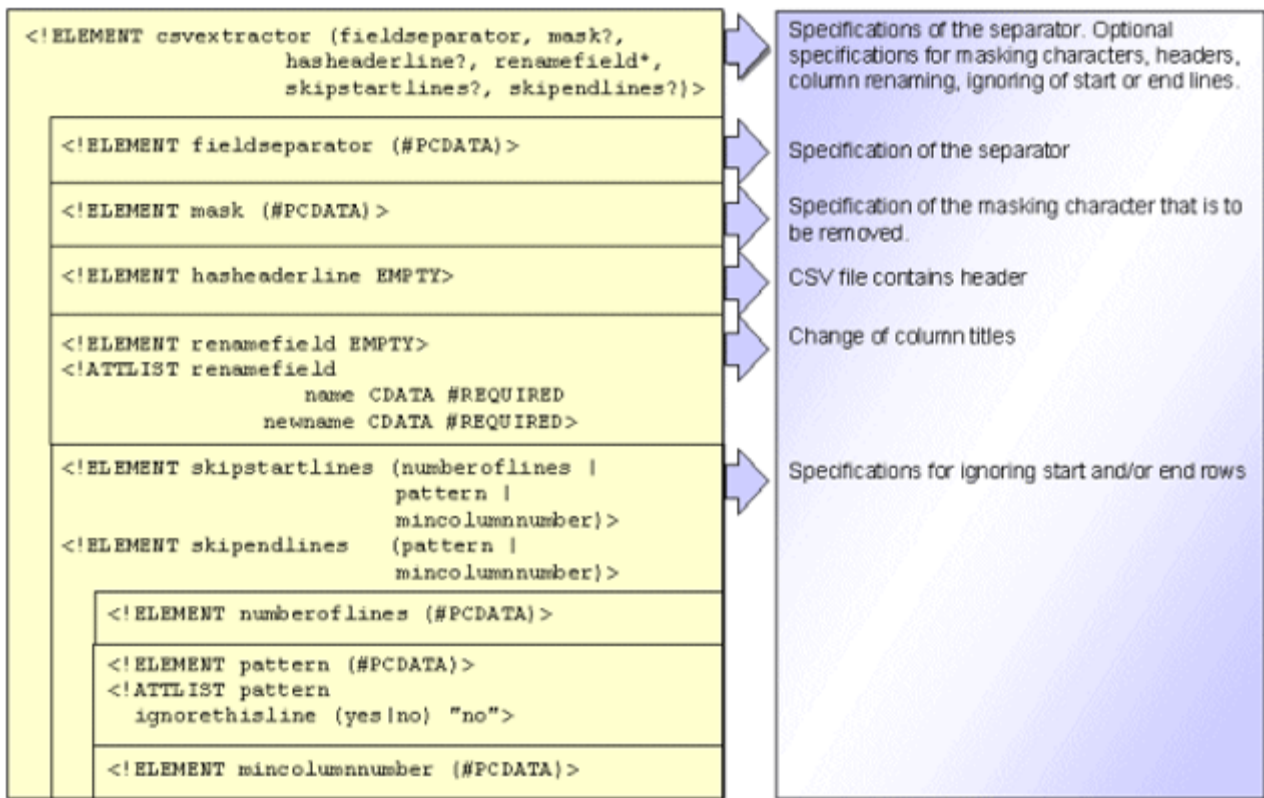 <!ELEMENT csvextractor (fieldseparator, mask?,
hasheaderline?, renamefield*,
skipstartlines?, skipendlines?)>
Specifications of the separator. Optional
specifications for masking characters, headers,
column renaming, ignoring of start or end lines.
<!ELEMENT fieldseparator (#PCDATA)>
Specification of the separator
<!ELEMENT mask (#PCDATA)>
Specification of the masking character that is to
be removed.
<!ELEMENT hasheaderline EMPTY>
CSV file contains header
<!ELEMENT renamefield EMPTY>
<!ATTLIST renamefield
name CDATA #REQUIRED
newname CDATA #REQUIRED>
Change of column titles
<!ELEMENT skipstartlines (numberoflines |
pattern |
mincolumnnumber)>
<!ELEMENT skipendlines (pattern |
mincolumnnumber)>
Specifications for ignoring start and/or end rows
<!ELEMENT numberoflines (#PCDATA)>
<!ELEMENT pattern (#PCDATA)>
<!ATTLIST pattern
ignorethisline (yes|no) "no">
<!ELEMENT mincolumnnumber (#PCDATA)>